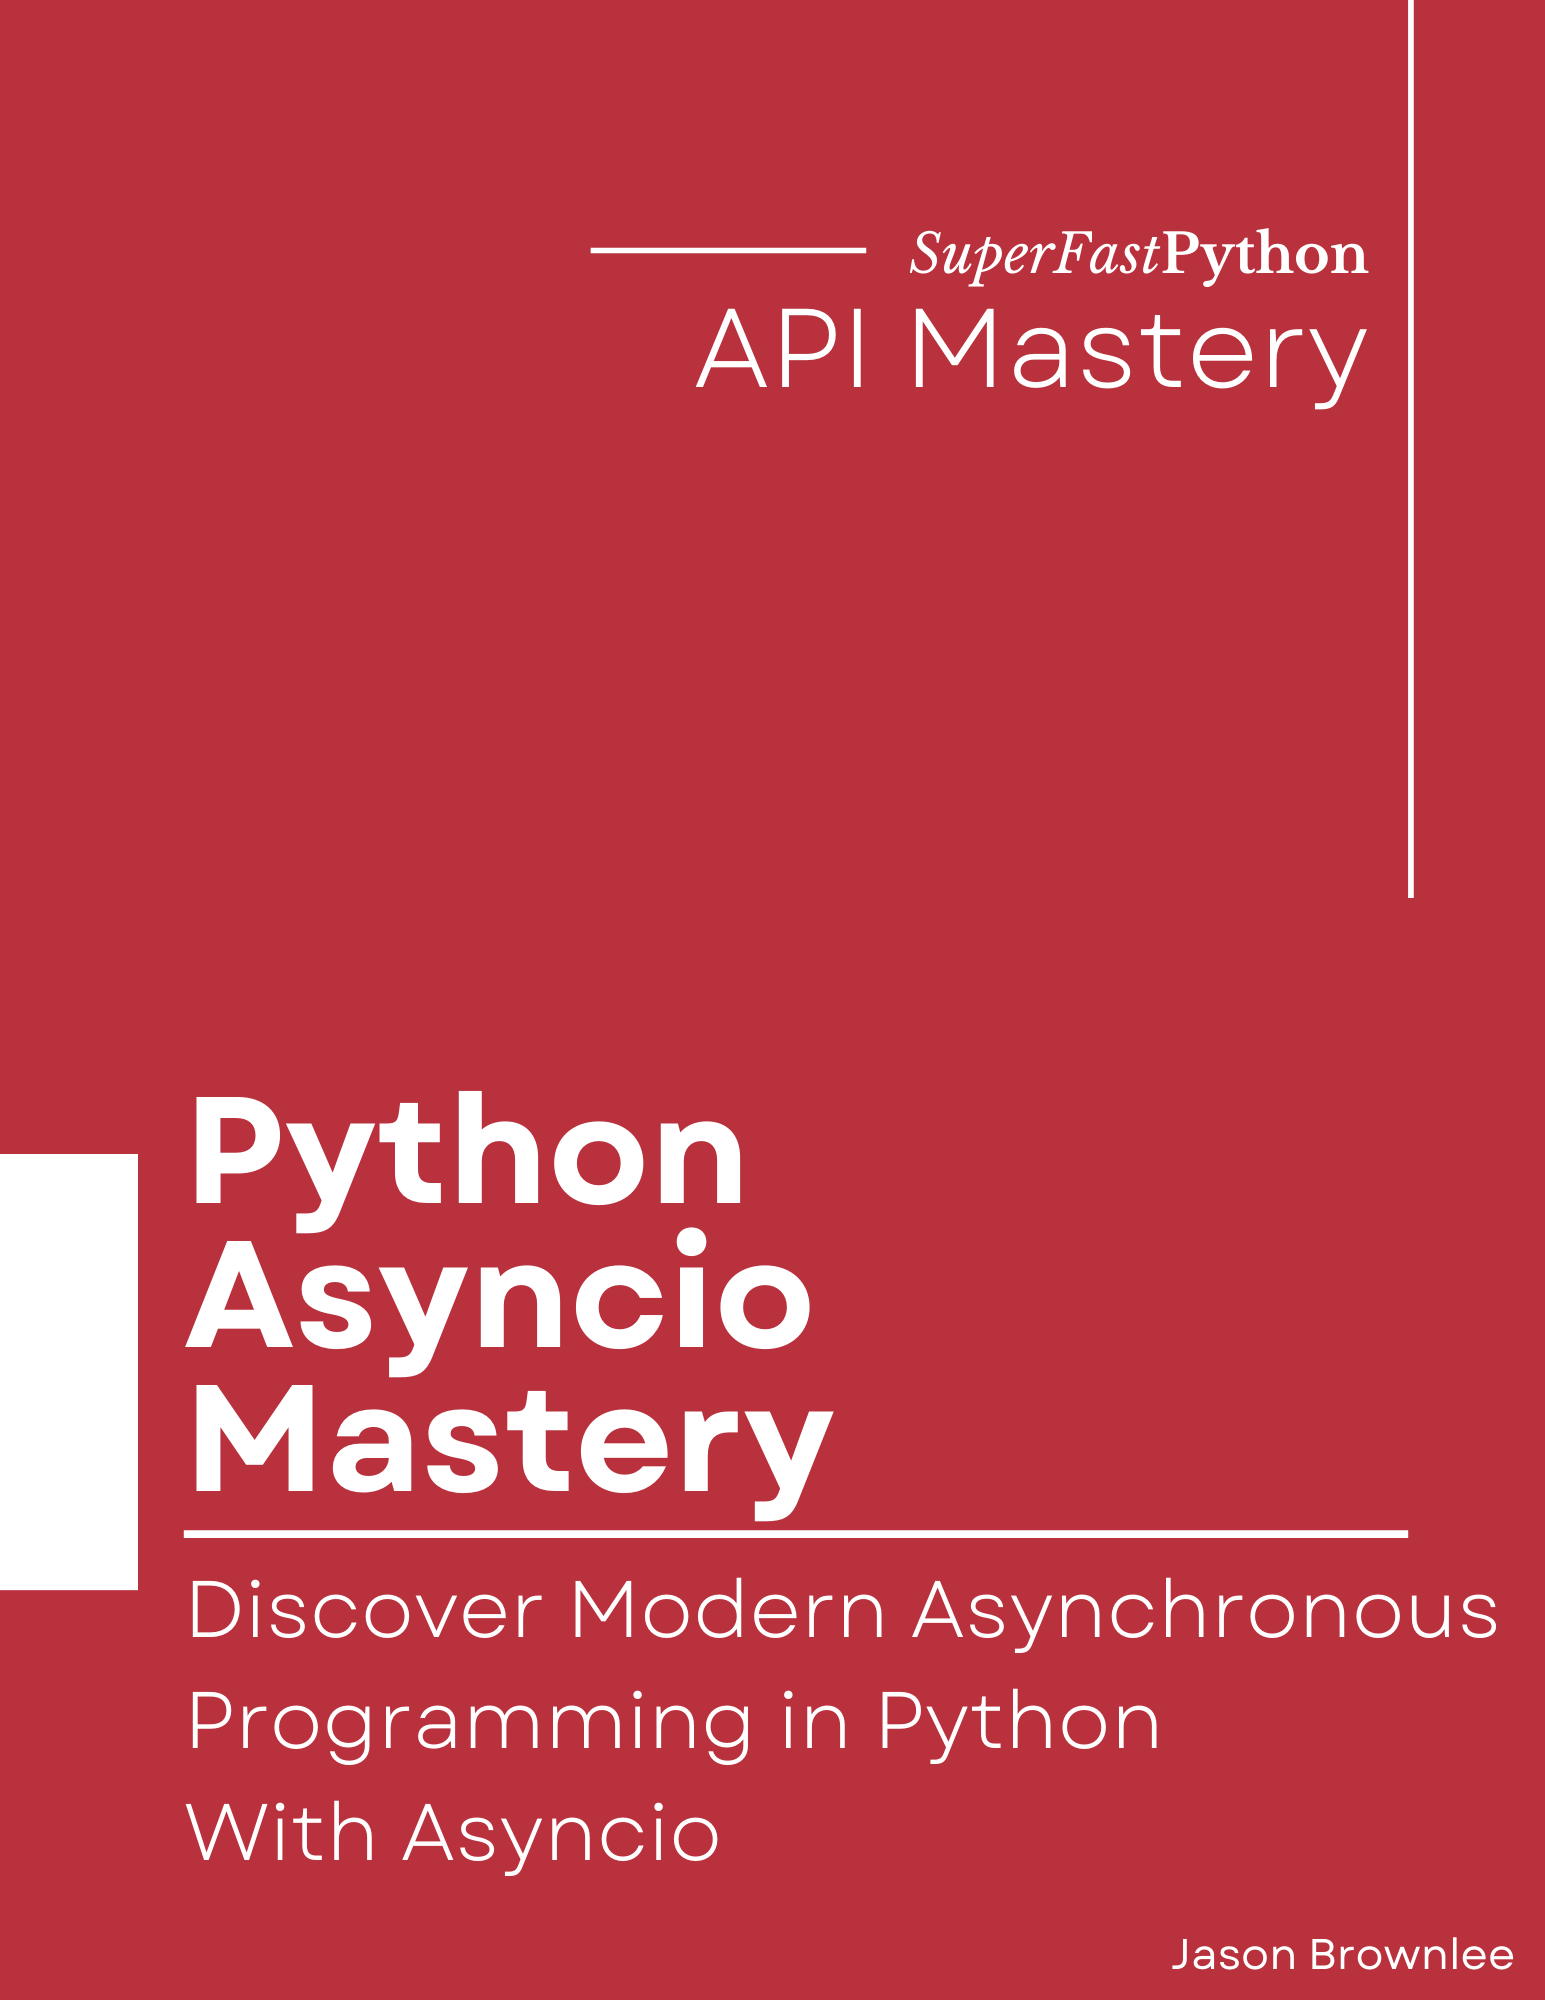 SuperFastPython
API Mastery
Python
Asyncio
Mastery
Discover Modern Asynchronous
Programming in Python
With Asyncio
Jason Brownlee